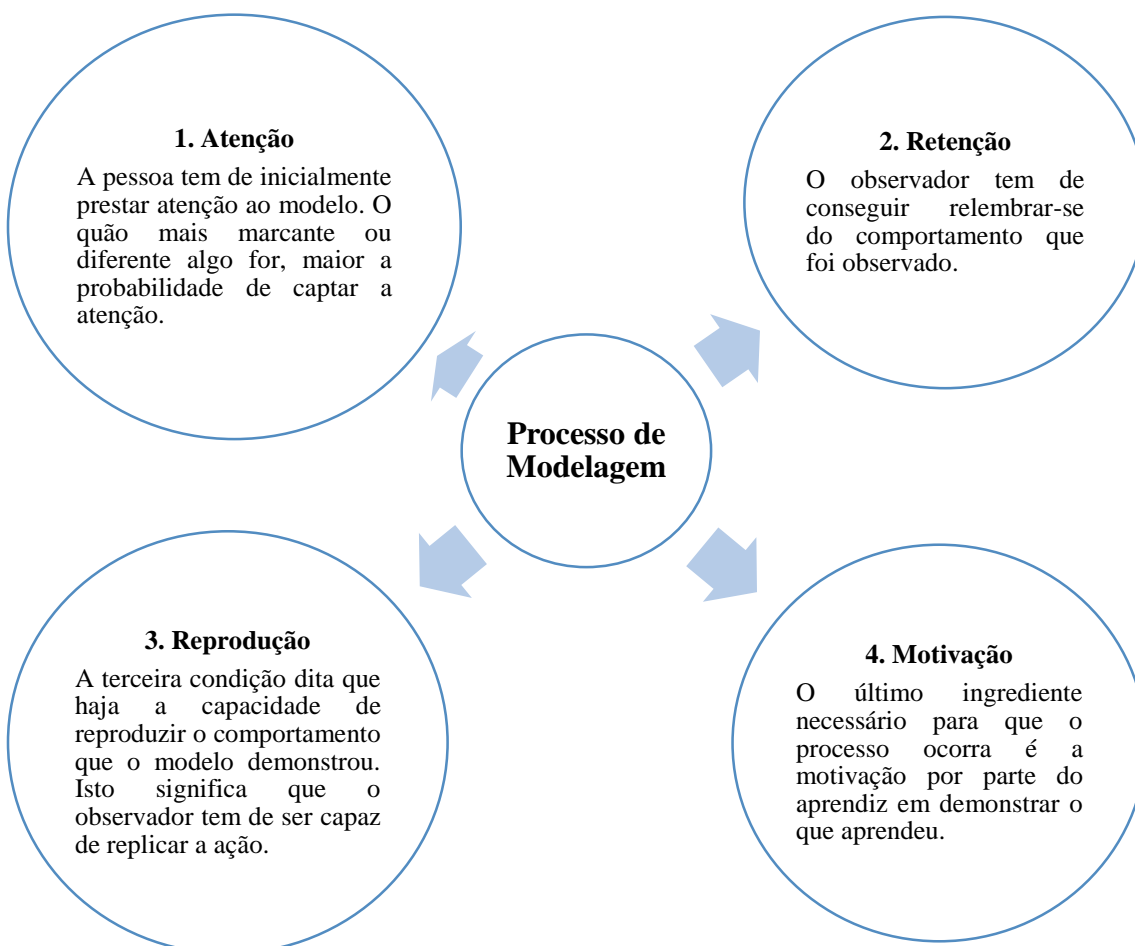 1. Atenção
A pessoa tem de inicialmente
prestar atenção ao modelo. O
quão mais marcante ou
diferente algo for, maior a
probabilidade de captar a
atenção.
2. Retenção
O observador tem de
conseguir relembrar-se
do comportamento que
foi observado.
Processo de
Modelagem
3. Reprodução
A terceira condição dita que
haja a capacidade de
reproduzir o comportamento
que o modelo demonstrou.
Isto significa que o
observador tem de ser capaz
de replicar a ação.
4. Motivação
O último ingrediente
necessário para que o
processo ocorra é a
motivação por parte do
aprendiz em demonstrar o
que aprendeu.